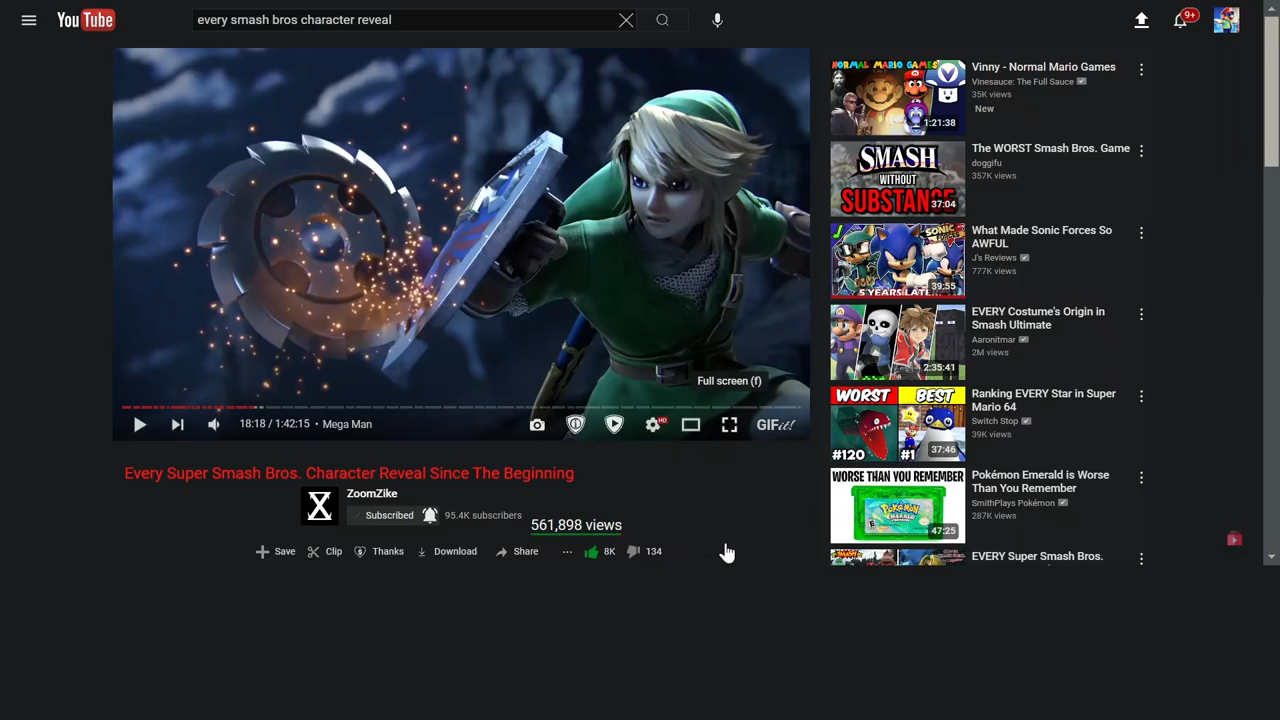 YouTube
every smash bros character reveal
9+
Full screen (f)
18:18 / 1:42:15 • Mega Man
HD
GIFit!
Every Super Smash Bros. Character Reveal Since The Beginning
ZoomZike
Subscribed
95.4K subscribers
561,898 views
Save
Clip
Thanks
Download
Share
...
8K
134
NORMAL MARIO GAMES
1:21:38
Vinny - Normal Mario Games
Vinesauce: The Full Sauce
35K views
New
SMASH
WITHOUT
SUBSTANCE
37:04
The WORST Smash Bros. Game
doggifu
357K views
5 YEARS LATE
39:55
What Made Sonic Forces So
AWFUL
J's Reviews
777K views
2:35:41
EVERY Costume's Origin in
Smash Ultimate
Aaronitmar
2M views
WORST
BEST
#120
#1
37:46
Ranking EVERY Star in Super
Mario 64
Switch Stop
39K views
WORSE THAN YOU REMEMBER
47:25
Pokémon Emerald is Worse
Than You Remember
SmithPlays Pokémon
287K views
EVERY Super Smash Bros.